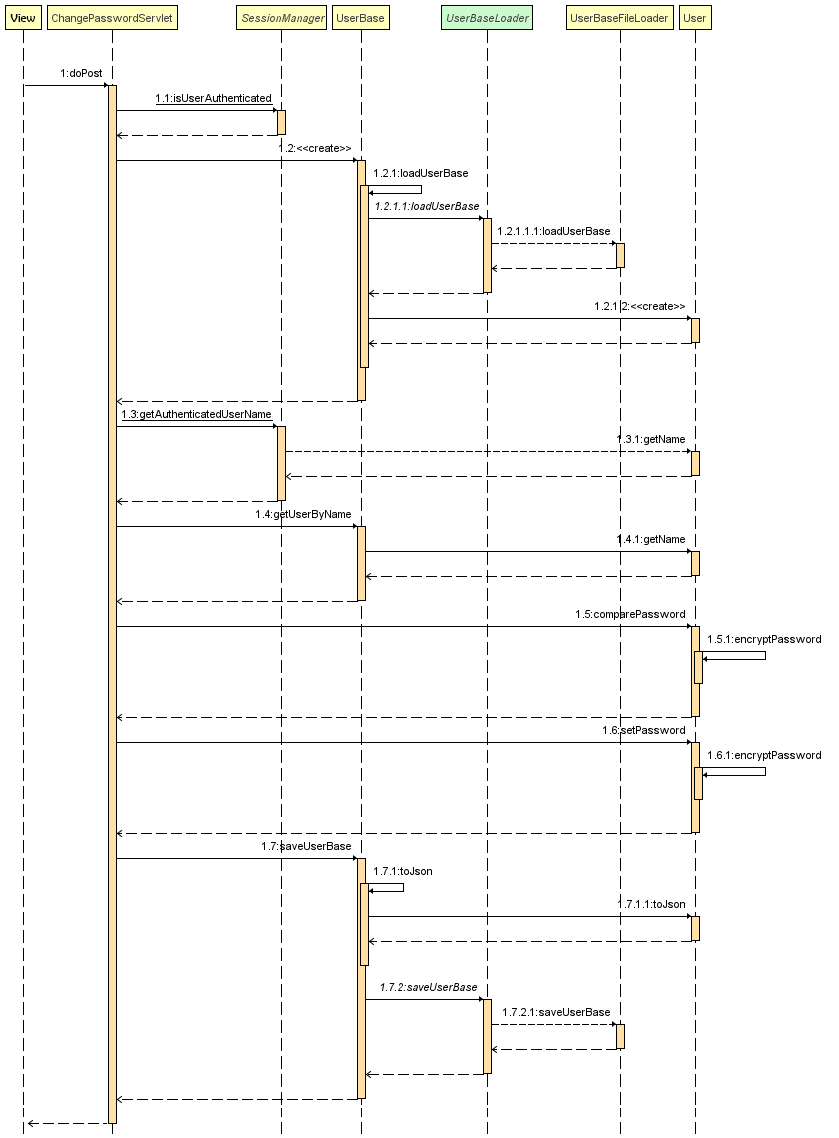 View
ChangePasswordServlet
SessionManager
UserBase
UserBaseLoader
UserBaseFileLoader
User
1:doPost
1.1:isUserAuthenticated
1.2:<<create>>
1.2.1:loadUserBase
1.2.1.1:loadUserBase
1.2.1.1.1:loadUserBase
1.2.1.2:<<create>>
1.3:getAuthenticatedUserName
1.3.1:getName
1.4:getUserByName
1.4.1:getName
1.5:comparePassword
1.5.1:encryptPassword
1.6:setPassword
1.6.1:encryptPassword
1.7:saveUserBase
1.7.1:toJson
1.7.1.1:toJson
1.7.2:saveUserBase
1.7.2.1:saveUserBase